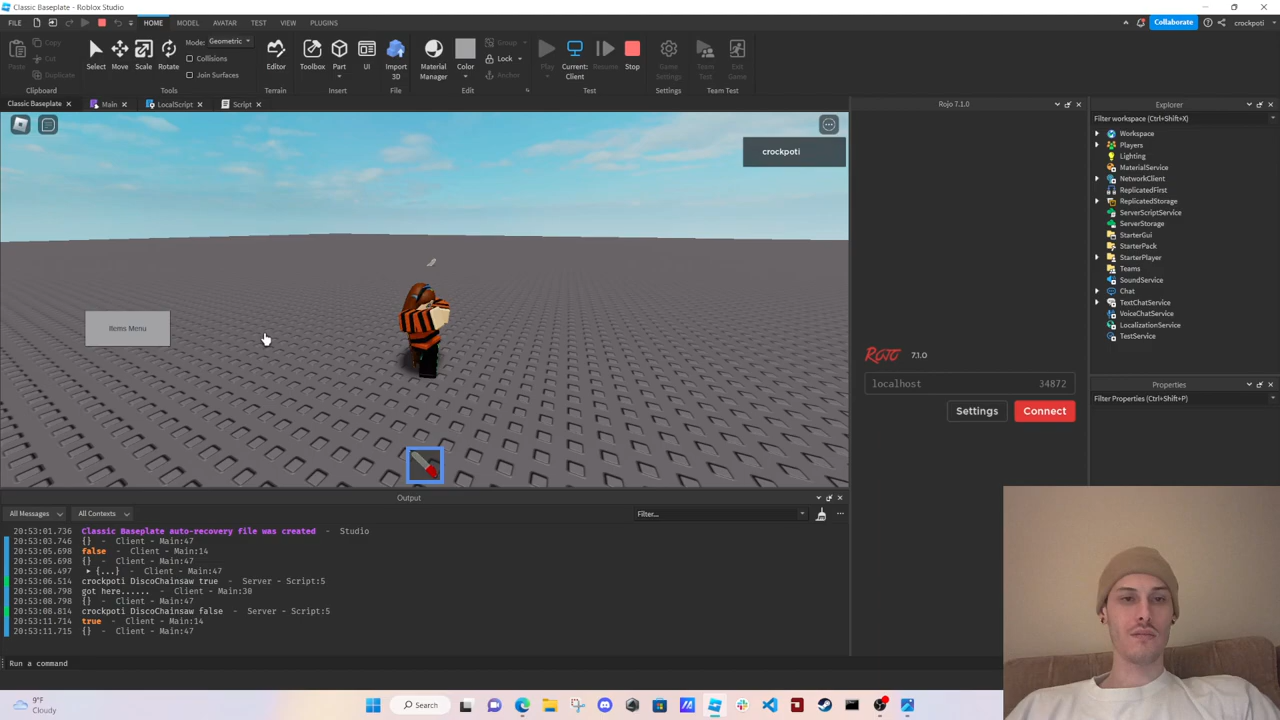 Classic Baseplate - Roblox Studio
FILE HOME MODEL AVATAR TEST VIEW PLUGINS Collaborate crockpoti
Copy
Cut
Duplicate
Paste
Clipboard
Select Move Scale Rotate
Mode: Geometric
Collisions
Join Surfaces
Tools
Editor
Terrain
Toolbox Part UI
Insert
Import 3D
File
Material Manager
Color
Group
Lock
Anchor
Edit
Play
Current: Client
Resume
Stop
Test
Game Settings
Settings
Team Test
Exit Game
Team Test
Classic Baseplate Main LocalScript Script
crockpoti
Items Menu
Rojo 7.1.0
ROJO 7.1.0
localhost 34872
Settings Connect
Explorer
Filter workspace (Ctrl+Shift+X)
Workspace
Players
Lighting
MaterialService
NetworkClient
ReplicatedFirst
ReplicatedStorage
ServerScriptService
ServerStorage
StarterGui
StarterPack
StarterPlayer
Teams
SoundService
Chat
TextChatService
VoiceChatService
LocalizationService
TestService
Properties
Filter Properties (Ctrl+Shift+P)
Output
All Messages All Contexts Filter...
20:53:01.736 Classic Baseplate auto-recovery file was created - Studio
20:53:03.746 {} - Client - Main:47
20:53:05.698 false - Client - Main:14
20:53:05.698 {} - Client - Main:47
20:53:06.497 ▶ {...} - Client - Main:47
20:53:06.514 crockpoti DiscoChainsaw true - Server - Script:5
20:53:08.798 got here...... - Client - Main:30
20:53:08.798 {} - Client - Main:47
20:53:08.814 crockpoti DiscoChainsaw false - Server - Script:5
20:53:11.714 true - Client - Main:14
20:53:11.715 {} - Client - Main:47
Run a command
9°F
Cloudy
Search